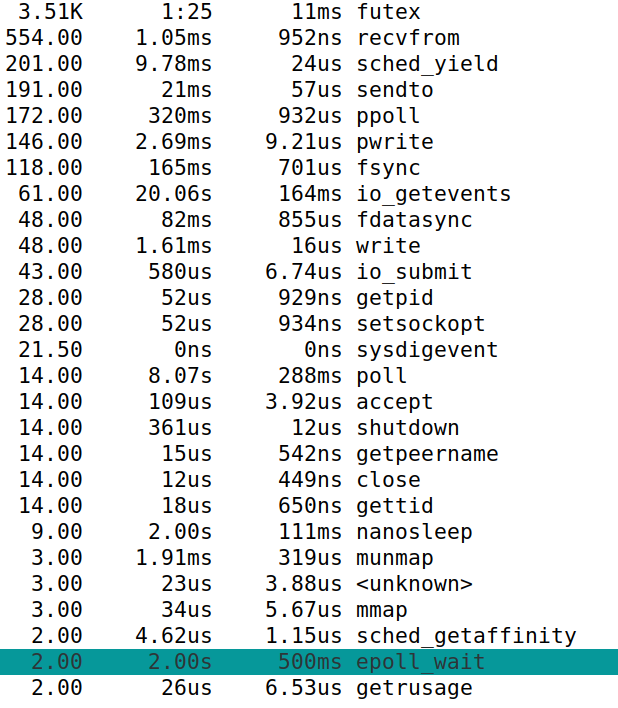 3.51K 1:25 11ms futex
554.00 1.05ms 952ns recvfrom
201.00 9.78ms 24us sched_yield
191.00 21ms 57us sendto
172.00 320ms 932us ppoll
146.00 2.69ms 9.21us pwrite
118.00 165ms 701us fsync
61.00 20.06s 164ms io_getevents
48.00 82ms 855us fdatasync
48.00 1.61ms 16us write
43.00 580us 6.74us io_submit
28.00 52us 929ns getpid
28.00 52us 934ns setsockopt
21.50 0ns 0ns sysdigevent
14.00 8.07s 288ms poll
14.00 109us 3.92us accept
14.00 361us 12us shutdown
14.00 15us 542ns getpeername
14.00 12us 449ns close
14.00 18us 650ns gettid
9.00 2.00s 111ms nanosleep
3.00 1.91ms 319us munmap
3.00 23us 3.88us <unknown>
3.00 34us 5.67us mmap
2.00 4.62us 1.15us sched_getaffinity
2.00 2.00s 500ms epoll_wait
2.00 26us 6.53us getrusage